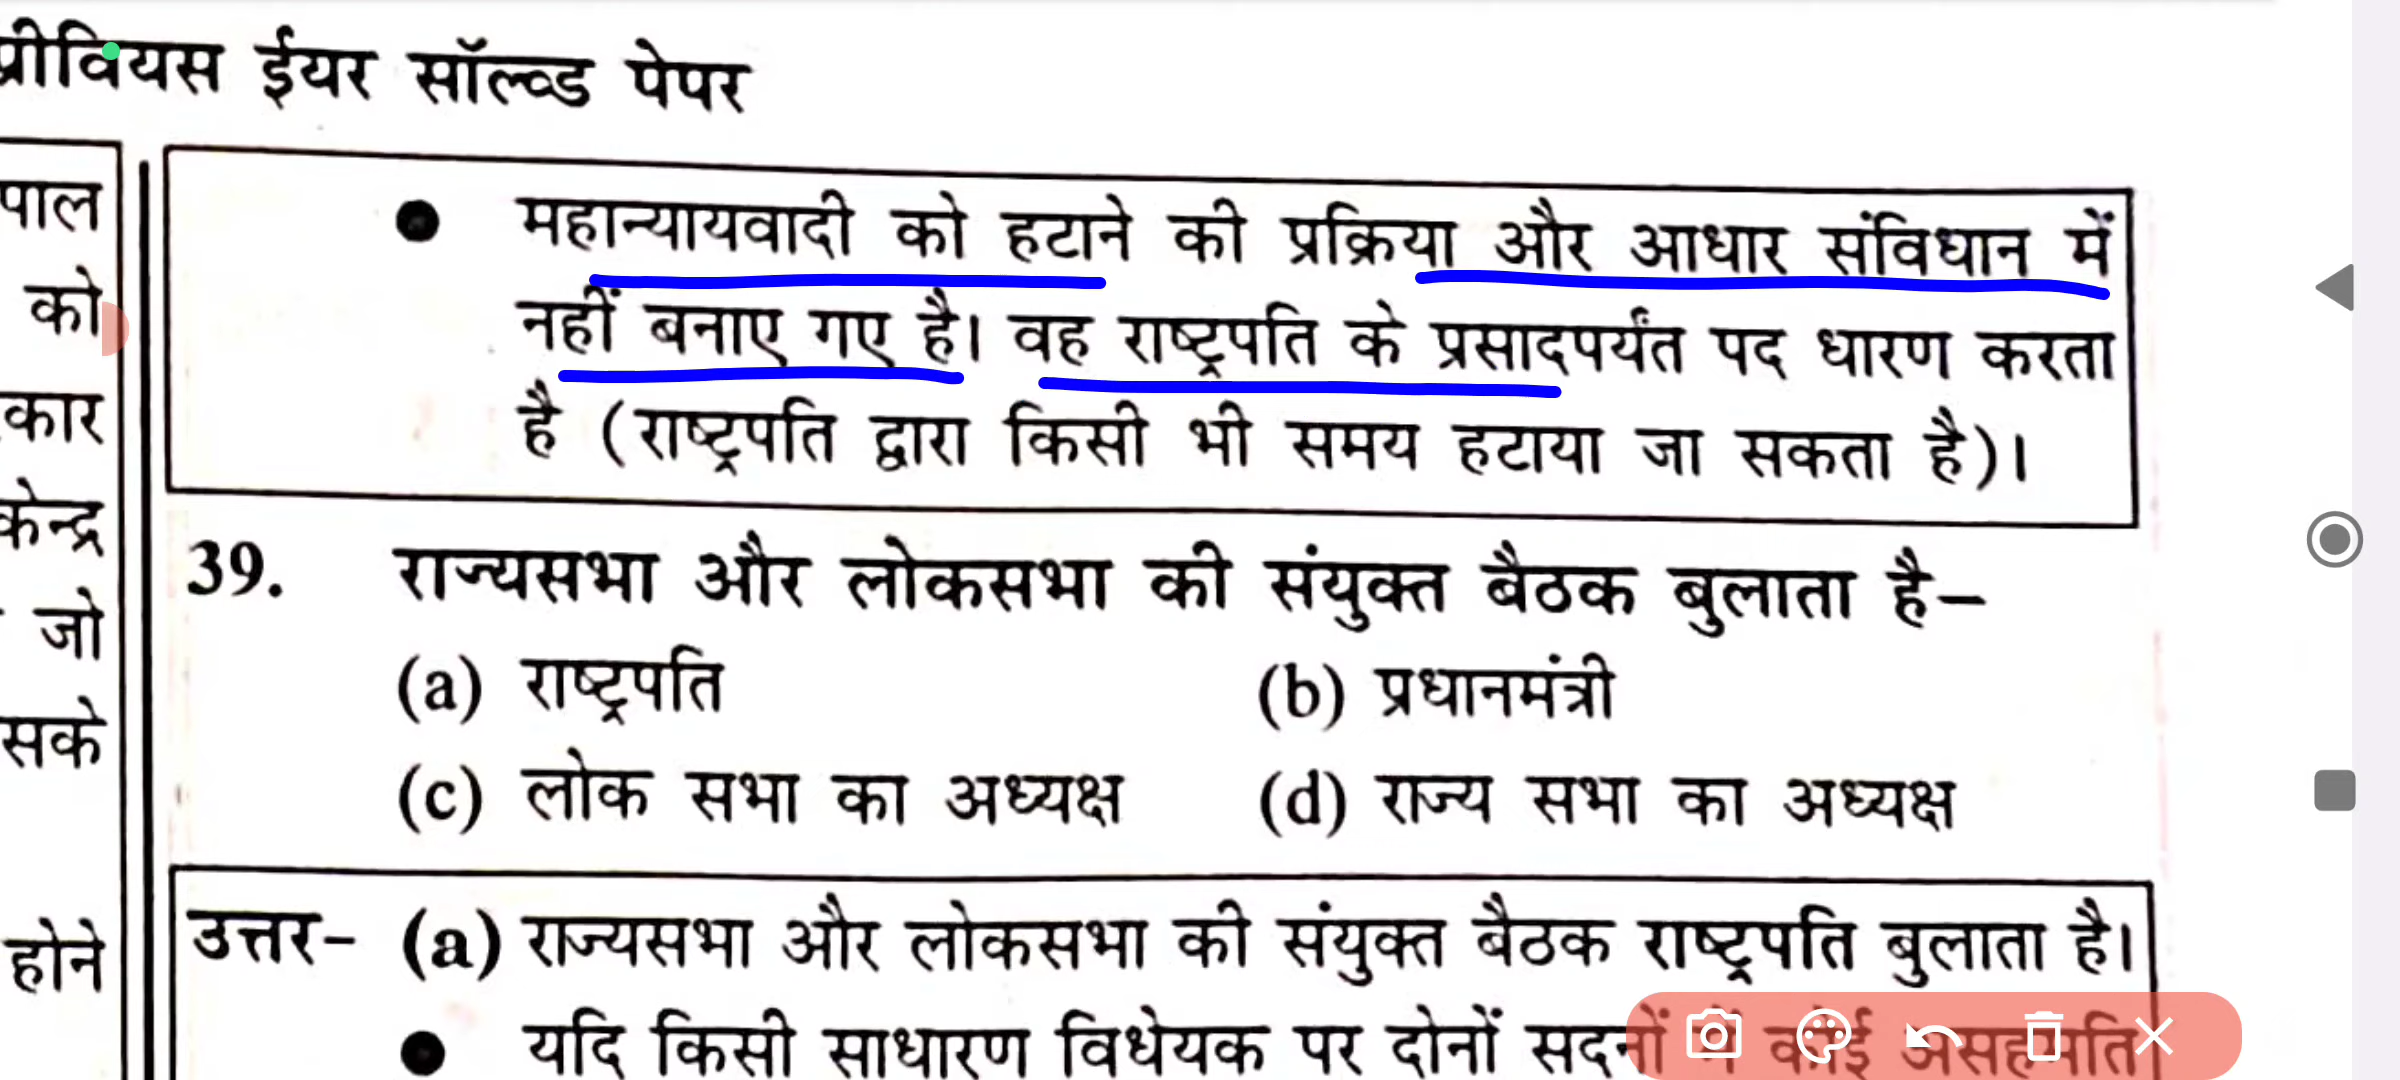 प्रीवियस ईयर सॉल्व्ड पेपर
पाल
को
कार
केन्द्र
जो
सके
होने
● महान्यायवादी को हटाने की प्रक्रिया और आधार संविधान में
नहीं बनाए गए है। वह राष्ट्रपति के प्रसादपर्यंत पद धारण करता
है (राष्ट्रपति द्वारा किसी भी समय हटाया जा सकता है)।
39. राज्यसभा और लोकसभा की संयुक्त बैठक बुलाता है–
(a) राष्ट्रपति (b) प्रधानमंत्री
(c) लोक सभा का अध्यक्ष (d) राज्य सभा का अध्यक्ष
उत्तर- (a) राज्यसभा और लोकसभा की संयुक्त बैठक राष्ट्रपति बुलाता है।
● यदि किसी साधारण विधेयक पर दोनों सदनों में कोई असहमति